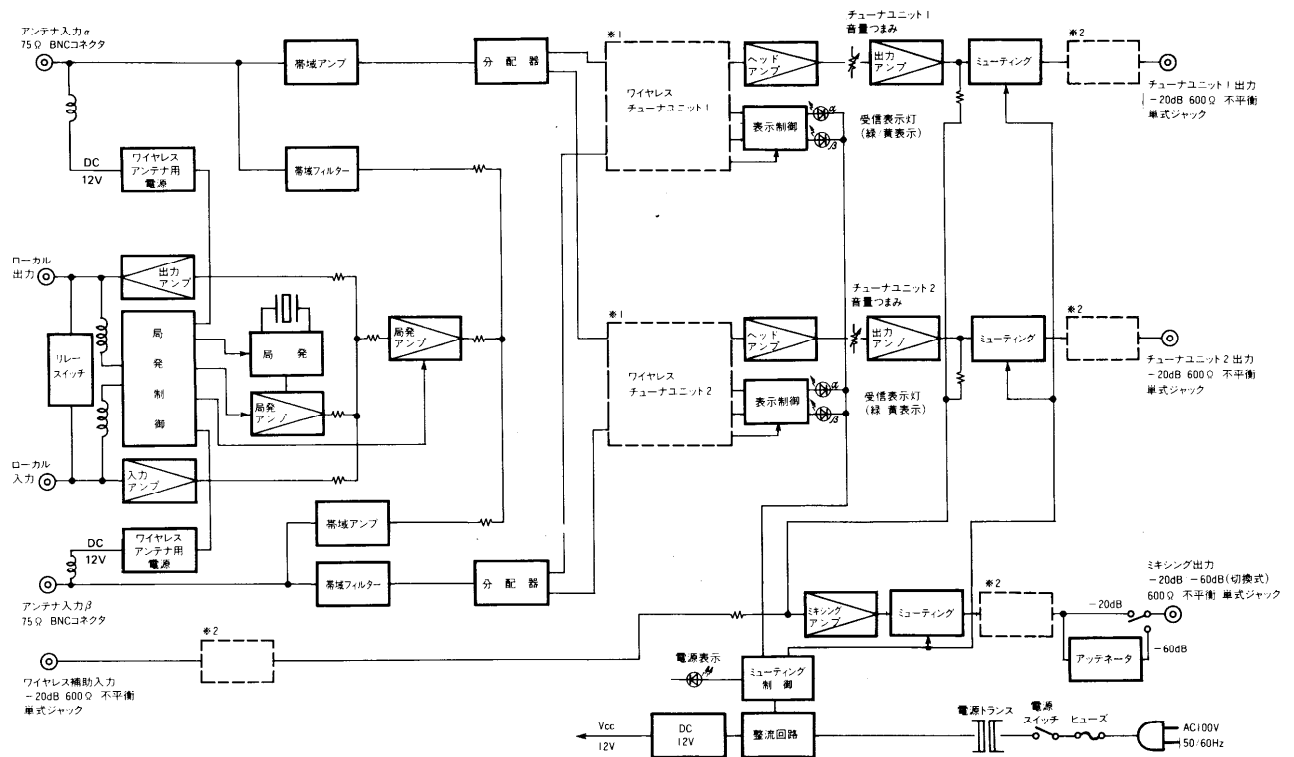 アンテナ入力α
75Ω BNCコネクタ
帯域アンプ
分配器
※1
ワイヤレス
チューナユニット1
ヘッド
アンプ
チューナユニット1
音量つまみ
出力
アンプ
ミューティング
※2
チューナユニット1出力
-20dB 600Ω 不平衡
単式ジャック
表示制御
α
β
受信表示灯
(緑/黄表示)
DC
12V
ワイヤレス
アンテナ用
電源
帯域フィルター
ローカル
出力
出力
アンプ
リレー
スイッチ
局発制御
局発
局発
アンプ
局発
アンプ
※1
ワイヤレス
チューナユニット2
ヘッド
アンプ
チューナユニット2
音量つまみ
出力
アンプ
ミューティング
※2
チューナユニット2出力
-20dB 600Ω 不平衡
単式ジャック
表示制御
α
β
受信表示灯
(緑 黄表示)
ローカル
入力
入力
アンプ
DC
12V
ワイヤレス
アンテナ用
電源
帯域アンプ
帯域フィルター
分配器
アンテナ入力β
75Ω BNCコネクタ
※2
ワイヤレス補助入力
-20dB 600Ω 不平衡
単式ジャック
ミキシング
アンプ
ミューティング
※2
ミキシング出力
-20dB -60dB(切換式)
600Ω 不平衡 単式ジャック
-20dB
-60dB
アッテネータ
電源表示
ミューティング
制御
Vcc
12V
DC
12V
整流回路
電源トランス
電源
スイッチ
ヒューズ
AC100V
50/60Hz